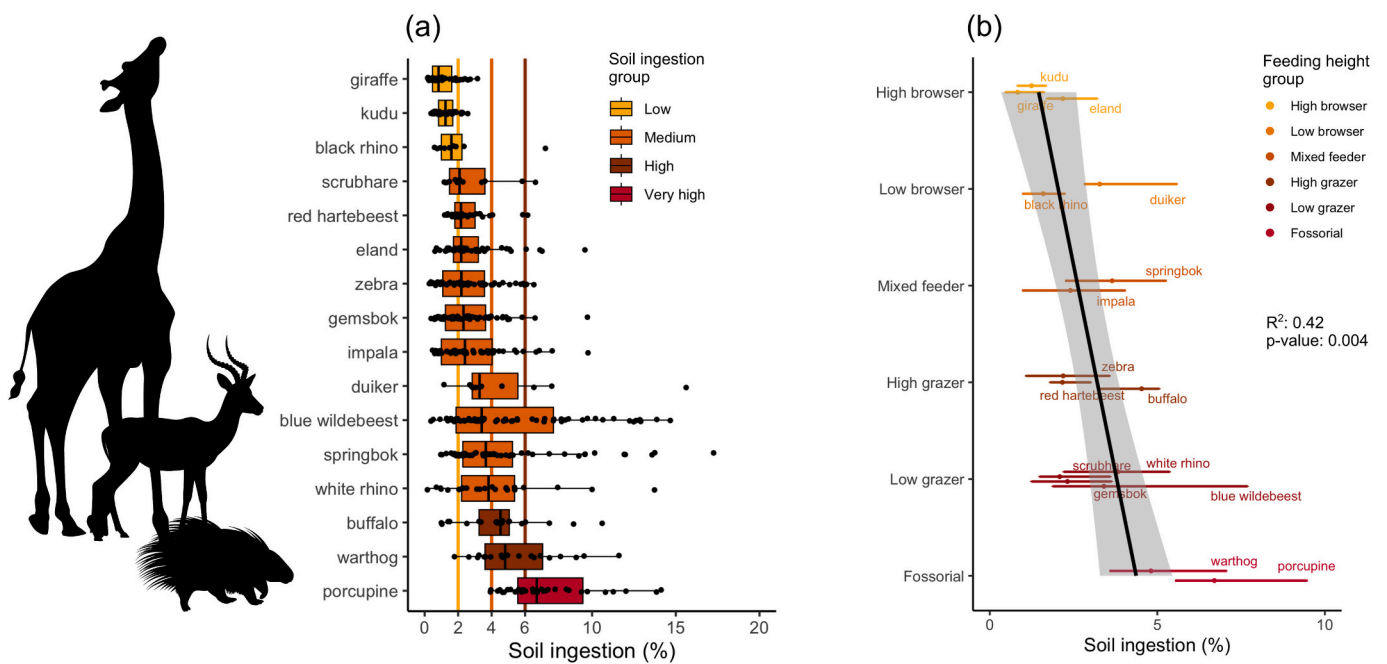 (a)
giraffe
kudu
black rhino
scrubhare
red hartebeest
eland
zebra
gemsbok
impala
duiker
blue wildebeest
springbok
white rhino
buffalo
warthog
porcupine
0 2 4 6 10 15 20
Soil ingestion (%)
Soil ingestion
group
Low
Medium
High
Very high
(b)
High browser
Low browser
Mixed feeder
High grazer
Low grazer
Fossorial
kudu
giraffe
eland
duiker
black rhino
springbok
impala
zebra
red hartebeest
buffalo
scrubhare
white rhino
gemsbok
blue wildebeest
warthog
porcupine
0 5 10
Soil ingestion (%)
Feeding height
group
High browser
Low browser
Mixed feeder
High grazer
Low grazer
Fossorial
R²: 0.42
p-value: 0.004